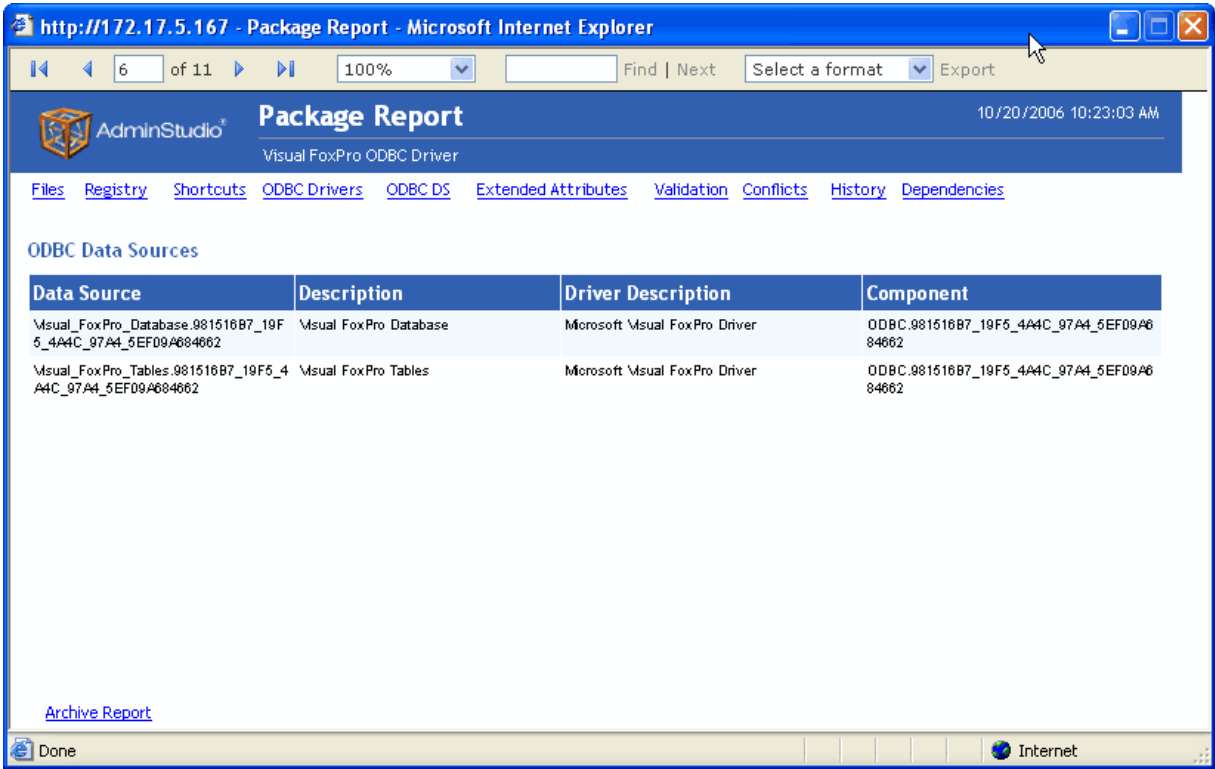 http://172.17.5.167 - Package Report - Microsoft Internet Explorer
6 of 11 100% Find | Next Select a format Export
AdminStudio® Package Report 10/20/2006 10:23:03 AM
Visual FoxPro ODBC Driver
Files Registry Shortcuts ODBC Drivers ODBC DS Extended Attributes Validation Conflicts History Dependencies
ODBC Data Sources
Data Source Description Driver Description Component
Visual_FoxPro_Database.981516B7_19F Visual FoxPro Database Microsoft Visual FoxPro Driver ODBC.981516B7_19F5_4A4C_97A4_5EF09A6
5_4A4C_97A4_5EF09A684662 84662
Visual_FoxPro_Tables.981516B7_19F5_4 Visual FoxPro Tables Microsoft Visual FoxPro Driver ODBC.981516B7_19F5_4A4C_97A4_5EF09A6
A4C_97A4_5EF09A684662 84662
Archive Report
Done Internet